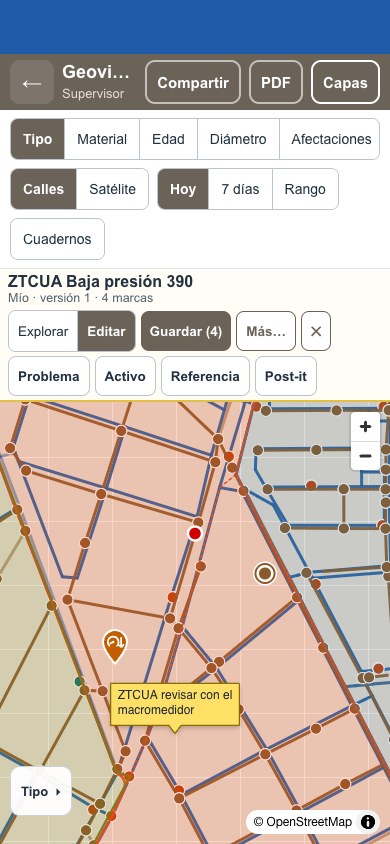 ← Geovi... Compartir PDF Capas
Supervisor
Tipo Material Edad Diámetro Afectaciones
Calles Satélite Hoy 7 días Rango
Cuadernos
ZTCUA Baja presión 390
Mío · versión 1 · 4 marcas
Explorar Editar Guardar (4) Más... ×
Problema Activo Referencia Post-it
+
−
ZTCUA revisar con el
macromedidor
Tipo
© OpenStreetMap